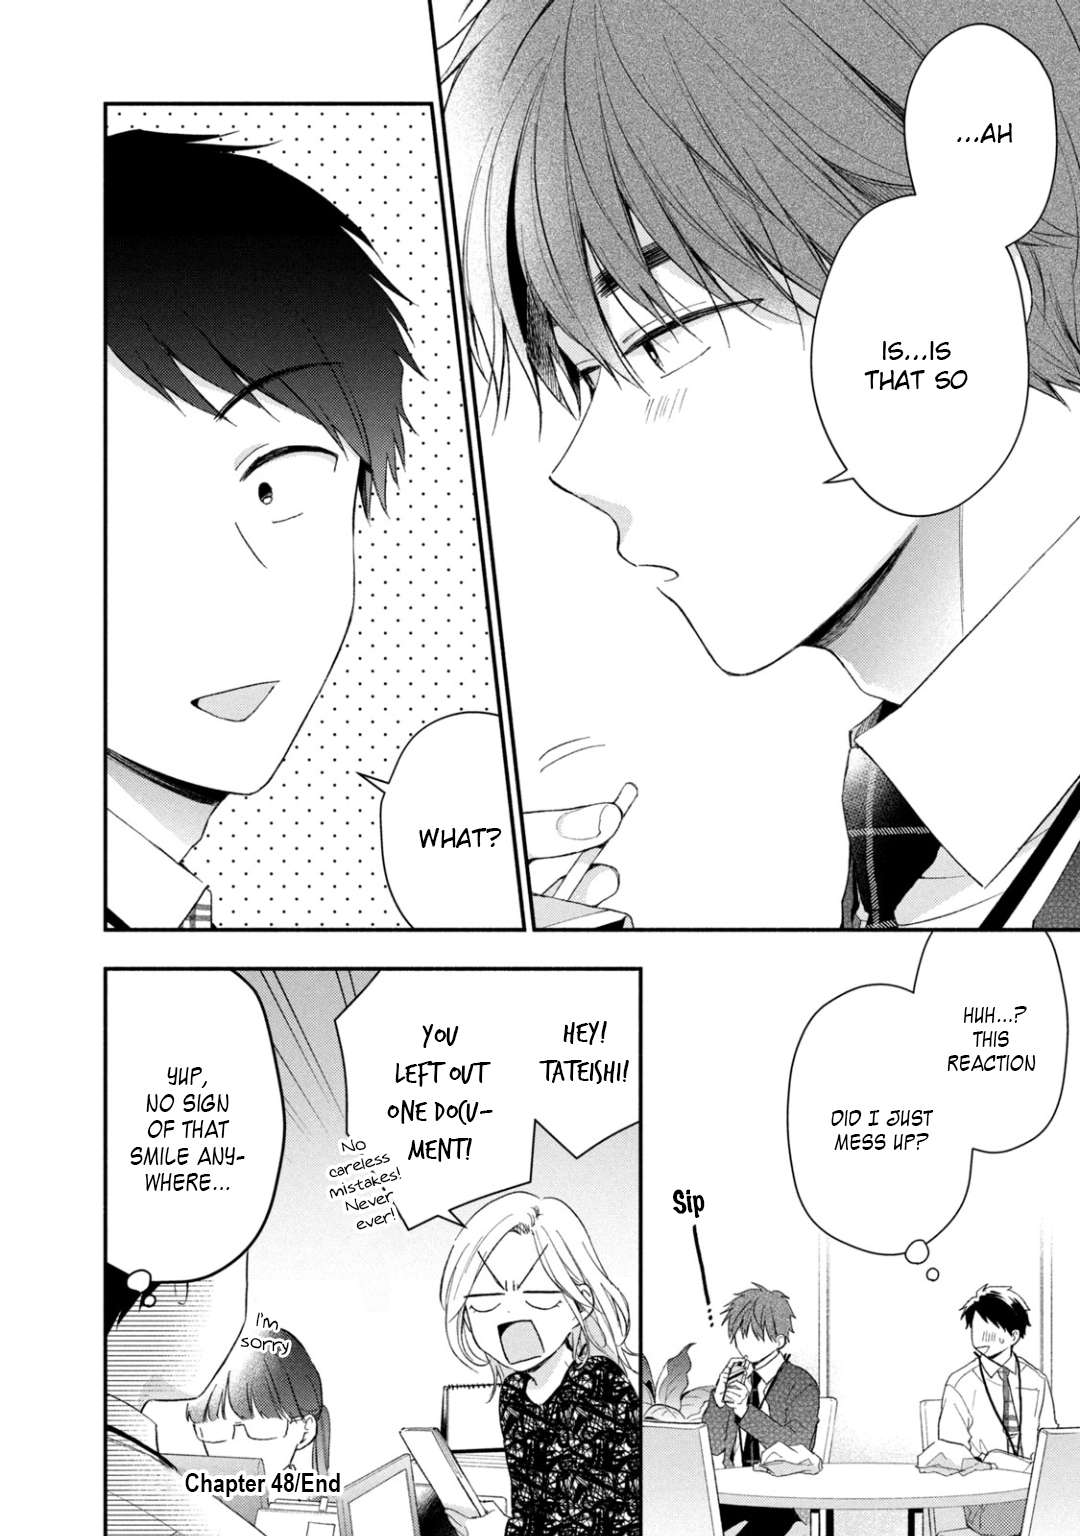 ...AH
IS...IS
THAT SO
WHAT?
HUH...?
THIS
REACTION
DID I JUST
MESS UP?
Sip
HEY!
TATEISHI!
YOU
LEFT OUT
ONE DOCU-
MENT!
No
careless
mistakes!
Never
ever!
YUP,
NO SIGN
OF THAT
SMILE ANY-
WHERE...
I'm
sorry
Chapter 48/End